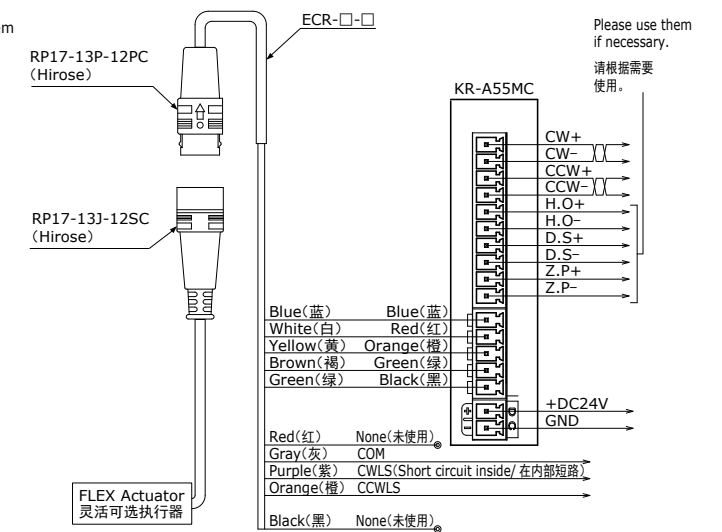 em
ECR-□-□
RP17-13P-12PC
（Hirose）
Please use them
if necessary.
请根据需要
使用。
KR-A55MC
CW+
CW−
CCW+
CCW−
H.O+
H.O−
D.S+
D.S−
Z.P+
Z.P−
RP17-13J-12SC
（Hirose）
Blue(蓝) Blue(蓝)
White(白) Red(红)
Yellow(黄) Orange(橙)
Brown(褐) Green(绿)
Green(绿) Black(黑)
+ DC
−
+DC24V
GND
Red(红) None(未使用)
Gray(灰) COM
Purple(紫) CWLS(Short circuit inside/ 在内部短路)
Orange(橙) CCWLS
Black(黑) None(未使用)
FLEX Actuator
灵活可选执行器